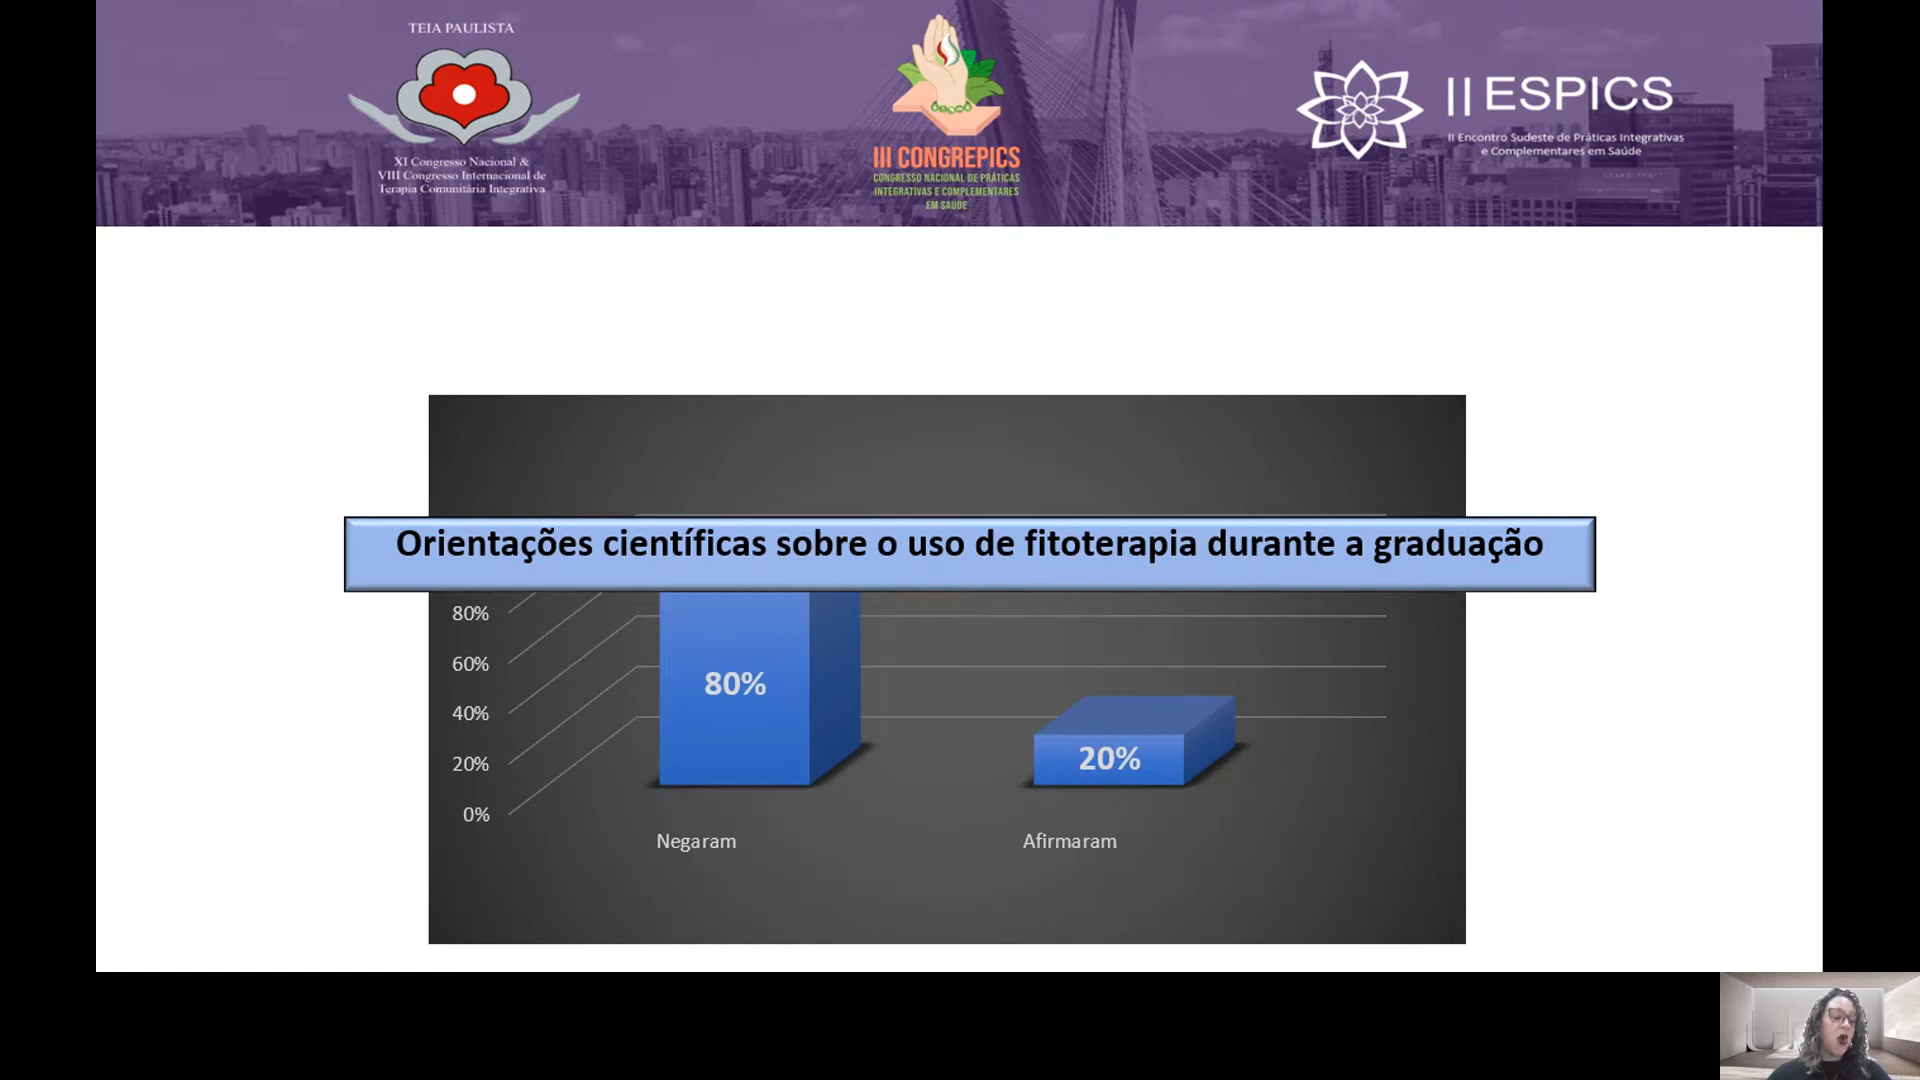 TEIA PAULISTA
XI Congresso Nacional &
VIII Congresso Internacional de
Terapia Comunitária Integrativa
III CONGREPICS
CONGRESSO NACIONAL DE PRÁTICAS
INTEGRATIVAS E COMPLEMENTARES
EM SAÚDE
II ESPICS
II Encontro Sudeste de Práticas Integrativas
e Complementares em Saúde
Orientações científicas sobre o uso de fitoterapia durante a graduação
80%
60%
40%
20%
0%
80%
20%
Negaram
Afirmaram